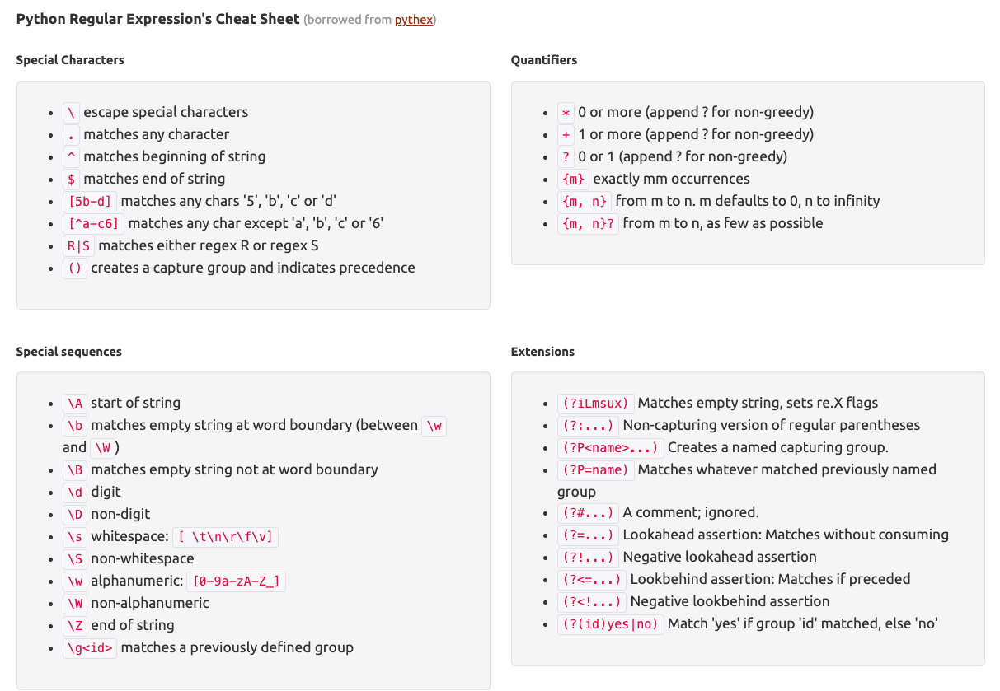 Python Regular Expression's Cheat Sheet (borrowed from pythex)
Special Characters
\ escape special characters
. matches any character
^ matches beginning of string
$ matches end of string
[5b-d] matches any chars '5', 'b', 'c' or 'd'
[^a-c6] matches any char except 'a', 'b', 'c' or '6'
R|S matches either regex R or regex S
() creates a capture group and indicates precedence
Quantifiers
* 0 or more (append ? for non-greedy)
+ 1 or more (append ? for non-greedy)
? 0 or 1 (append ? for non-greedy)
{m} exactly mm occurrences
{m, n} from m to n. m defaults to 0, n to infinity
{m, n}? from m to n, as few as possible
Special sequences
\A start of string
\b matches empty string at word boundary (between \w
and \W )
\B matches empty string not at word boundary
\d digit
\D non-digit
\s whitespace: [ \t\n\r\f\v]
\S non-whitespace
\w alphanumeric: [0-9a-zA-Z_]
\W non-alphanumeric
\Z end of string
\g<id> matches a previously defined group
Extensions
(?iLmsux) Matches empty string, sets re.X flags
(?:...) Non-capturing version of regular parentheses
(?P<name>...) Creates a named capturing group.
(?P=name) Matches whatever matched previously named
group
(?#...) A comment; ignored.
(?=...) Lookahead assertion: Matches without consuming
(?!...) Negative lookahead assertion
(?<=...) Lookbehind assertion: Matches if preceded
(?<!...) Negative lookbehind assertion
(?(id)yes|no) Match 'yes' if group 'id' matched, else 'no'